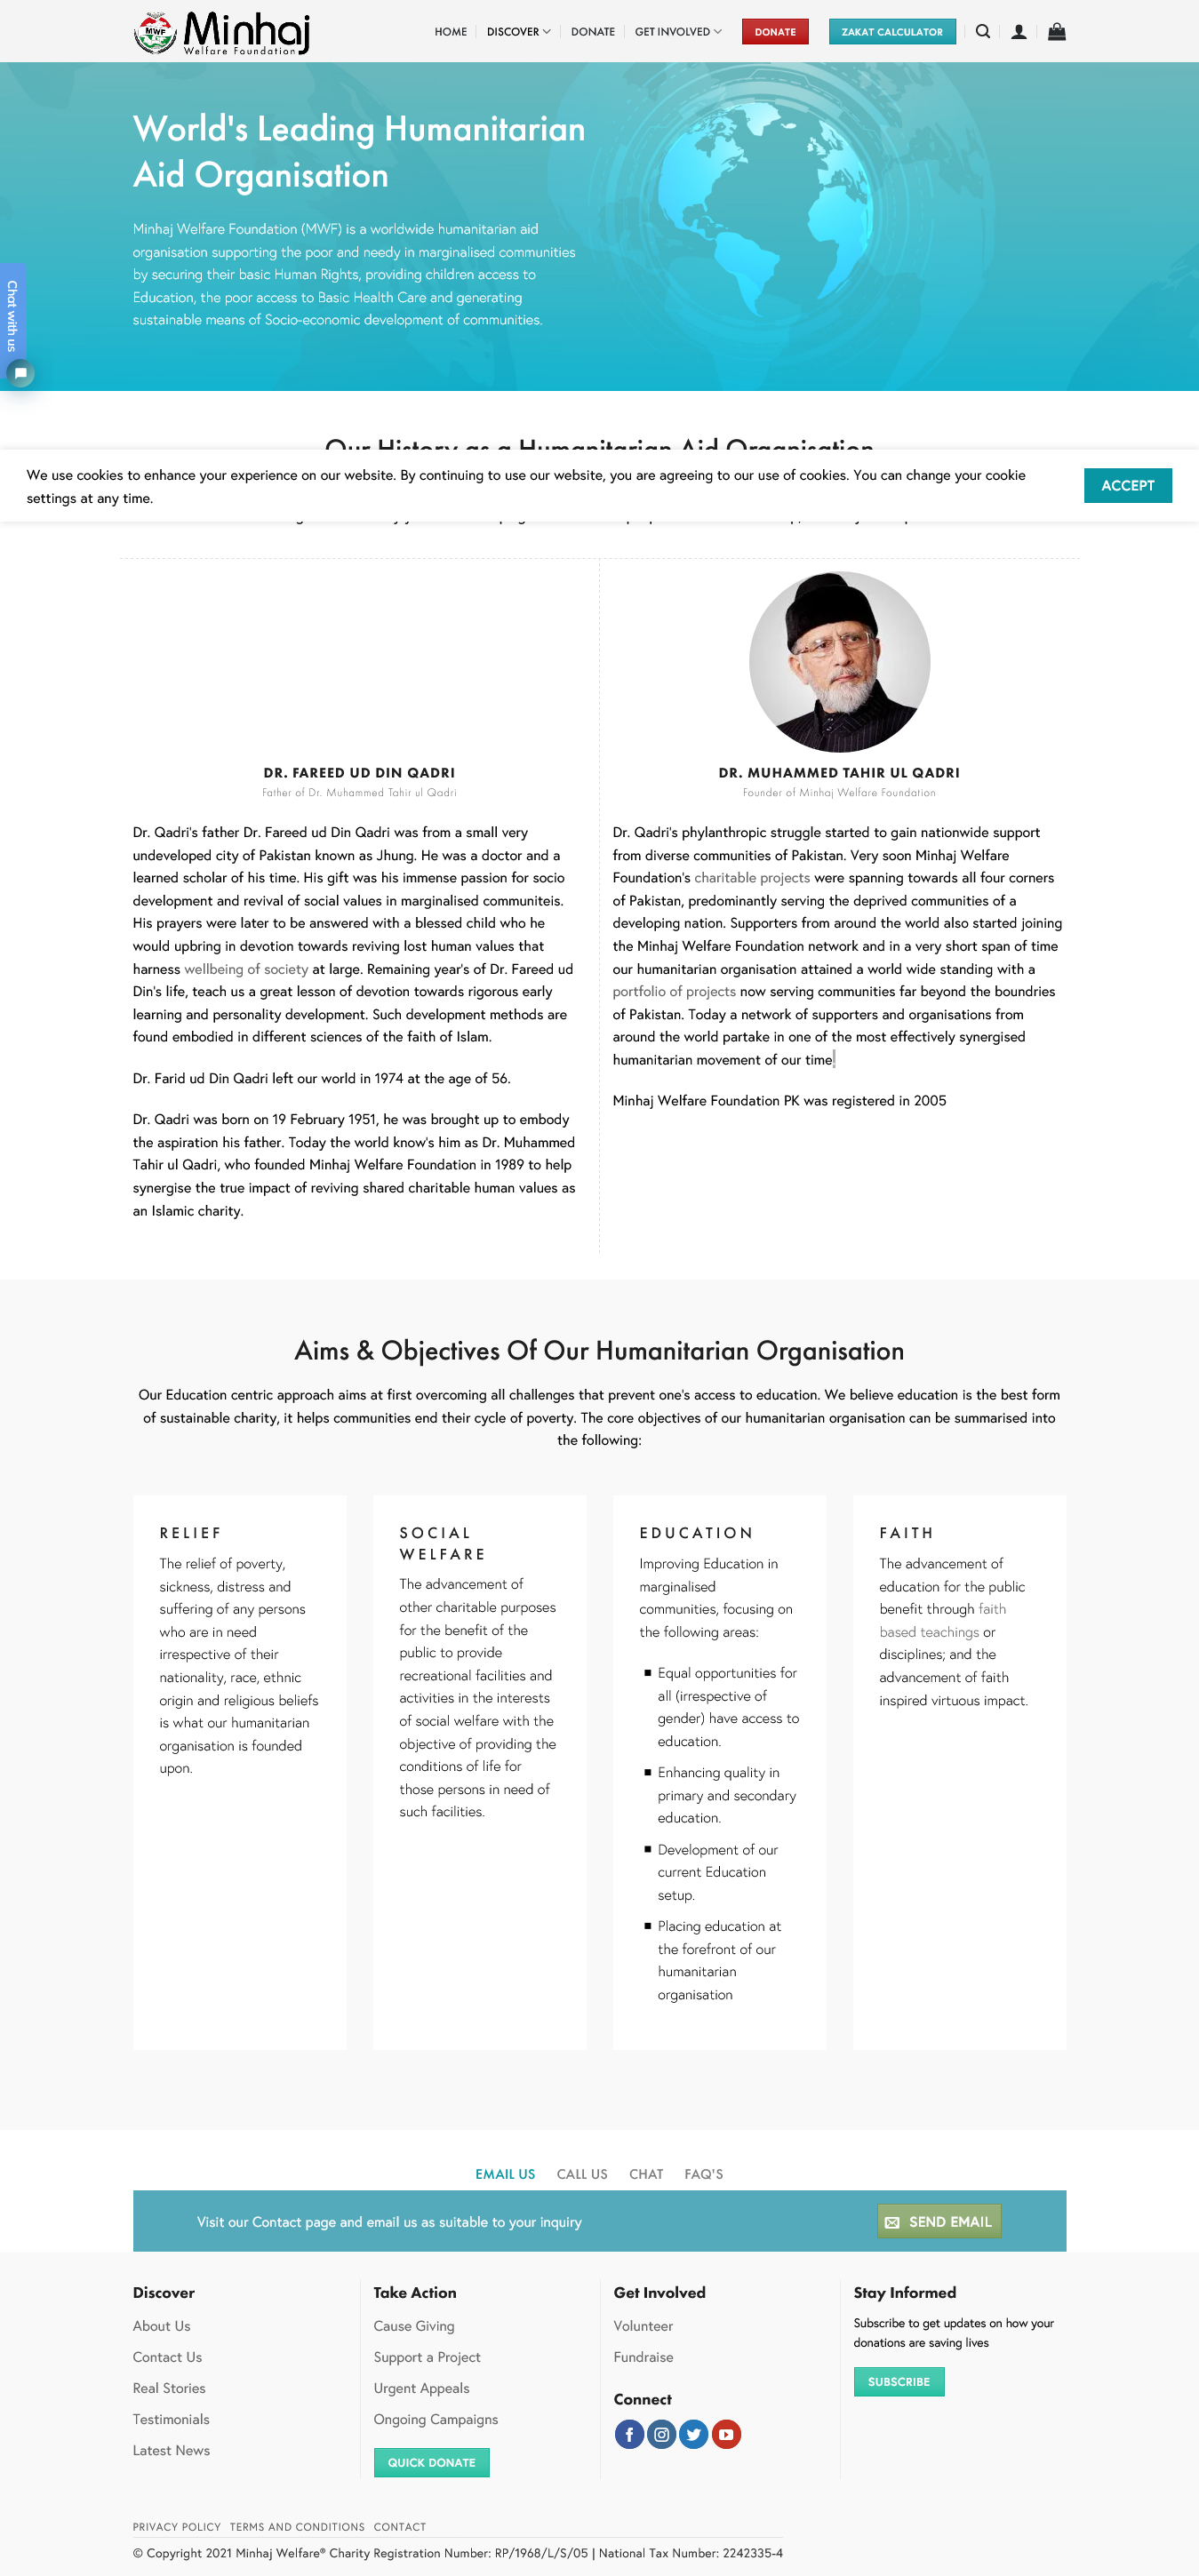 MWF
Minhaj
Welfare Foundation
HOME
DISCOVER
DONATE
GET INVOLVED
DONATE
ZAKAT CALCULATOR
World's Leading Humanitarian
Aid Organisation
Minhaj Welfare Foundation (MWF) is a worldwide humanitarian aid
organisation supporting the poor and needy in marginalised communities
by securing their basic Human Rights, providing children access to
Education, the poor access to Basic Health Care and generating
sustainable means of Socio-economic development of communities.
Chat with us
Our History as a Humanitarian Aid Organisation
We use cookies to enhance your experience on our website. By continuing to use our website, you are agreeing to our use of cookies. You can change your cookie
settings at any time.
ACCEPT
DR. FAREED UD DIN QADRI
Father of Dr. Muhammed Tahir ul Qadri
Dr. Qadri's father Dr. Fareed ud Din Qadri was from a small very
undeveloped city of Pakistan known as Jhung. He was a doctor and a
learned scholar of his time. His gift was his immense passion for socio
development and revival of social values in marginalised communiteis.
His prayers were later to be answered with a blessed child who he
would upbring in devotion towards reviving lost human values that
harness wellbeing of society at large. Remaining year's of Dr. Fareed ud
Din's life, teach us a great lesson of devotion towards rigorous early
learning and personality development. Such development methods are
found embodied in different sciences of the faith of Islam.
Dr. Farid ud Din Qadri left our world in 1974 at the age of 56.
Dr. Qadri was born on 19 February 1951, he was brought up to embody
the aspiration his father. Today the world know's him as Dr. Muhammed
Tahir ul Qadri, who founded Minhaj Welfare Foundation in 1989 to help
synergise the true impact of reviving shared charitable human values as
an Islamic charity.
DR. MUHAMMED TAHIR UL QADRI
Founder of Minhaj Welfare Foundation
Dr. Qadri's phylanthropic struggle started to gain nationwide support
from diverse communities of Pakistan. Very soon Minhaj Welfare
Foundation's charitable projects were spanning towards all four corners
of Pakistan, predominantly serving the deprived communities of a
developing nation. Supporters from around the world also started joining
the Minhaj Welfare Foundation network and in a very short span of time
our humanitarian organisation attained a world wide standing with a
portfolio of projects now serving communities far beyond the boundries
of Pakistan. Today a network of supporters and organisations from
around the world partake in one of the most effectively synergised
humanitarian movement of our time.
Minhaj Welfare Foundation PK was registered in 2005
Aims & Objectives Of Our Humanitarian Organisation
Our Education centric approach aims at first overcoming all challenges that prevent one's access to education. We believe education is the best form
of sustainable charity, it helps communities end their cycle of poverty. The core objectives of our humanitarian organisation can be summarised into
the following:
RELIEF
The relief of poverty,
sickness, distress and
suffering of any persons
who are in need
irrespective of their
nationality, race, ethnic
origin and religious beliefs
is what our humanitarian
organisation is founded
upon.
SOCIAL
WELFARE
The advancement of
other charitable purposes
for the benefit of the
public to provide
recreational facilities and
activities in the interests
of social welfare with the
objective of providing the
conditions of life for
those persons in need of
such facilities.
EDUCATION
Improving Education in
marginalised
communities, focusing on
the following areas:
Equal opportunities for
all (irrespective of
gender) have access to
education.
Enhancing quality in
primary and secondary
education.
Development of our
current Education
setup.
Placing education at
the forefront of our
humanitarian
organisation
FAITH
The advancement of
education for the public
benefit through faith
based teachings or
disciplines; and the
advancement of faith
inspired virtuous impact.
EMAIL US
CALL US
CHAT
FAQ'S
Visit our Contact page and email us as suitable to your inquiry
SEND EMAIL
Discover
About Us
Contact Us
Real Stories
Testimonials
Latest News
Take Action
Cause Giving
Support a Project
Urgent Appeals
Ongoing Campaigns
QUICK DONATE
Get Involved
Volunteer
Fundraise
Connect
Stay Informed
Subscribe to get updates on how your
donations are saving lives
SUBSCRIBE
PRIVACY POLICY TERMS AND CONDITIONS CONTACT
© Copyright 2021 Minhaj Welfare® Charity Registration Number: RP/1968/L/S/05 | National Tax Number: 2242335-4